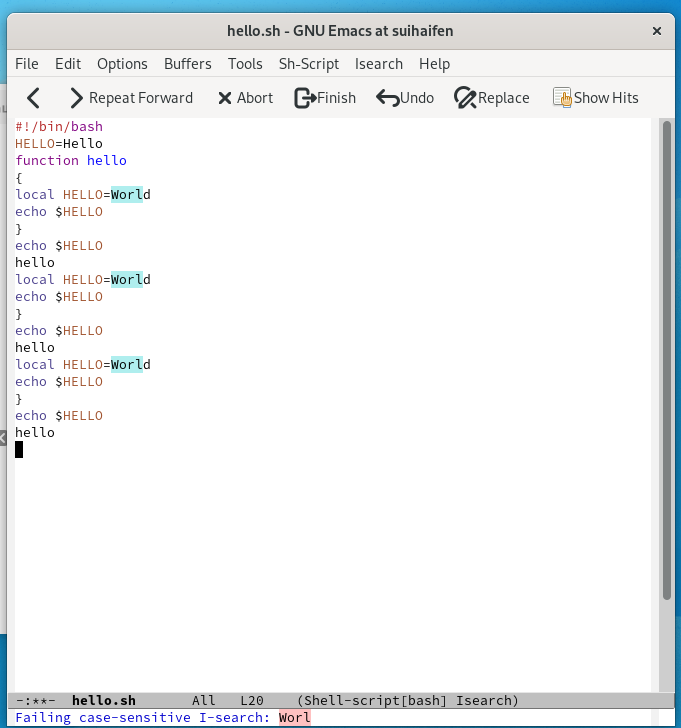 hello.sh - GNU Emacs at suihaifen
File Edit Options Buffers Tools Sh-Script Isearch Help
Repeat Forward Abort Finish Undo Replace Show Hits
#!/bin/bash
HELLO=Hello
function hello
{
local HELLO=World
echo $HELLO
}
echo $HELLO
hello
local HELLO=World
echo $HELLO
}
echo $HELLO
hello
local HELLO=World
echo $HELLO
}
echo $HELLO
hello
-:**- hello.sh All L20 (Shell-script[bash] Isearch)
Failing case-sensitive I-search: Worl